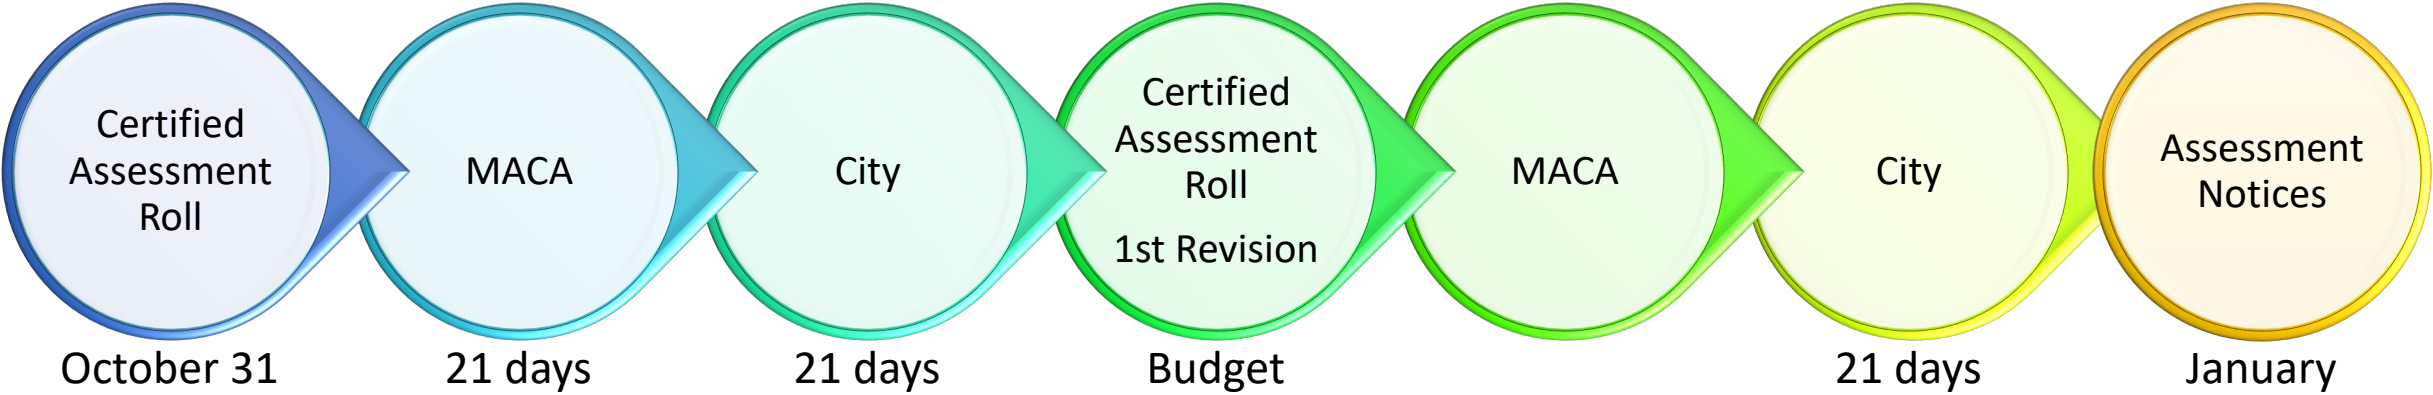 Certified
Assessment
Roll
MACA
City
Certified
Assessment
Roll
1st Revision
MACA
City
Assessment
Notices
October 31
21 days
21 days
Budget
21 days
January